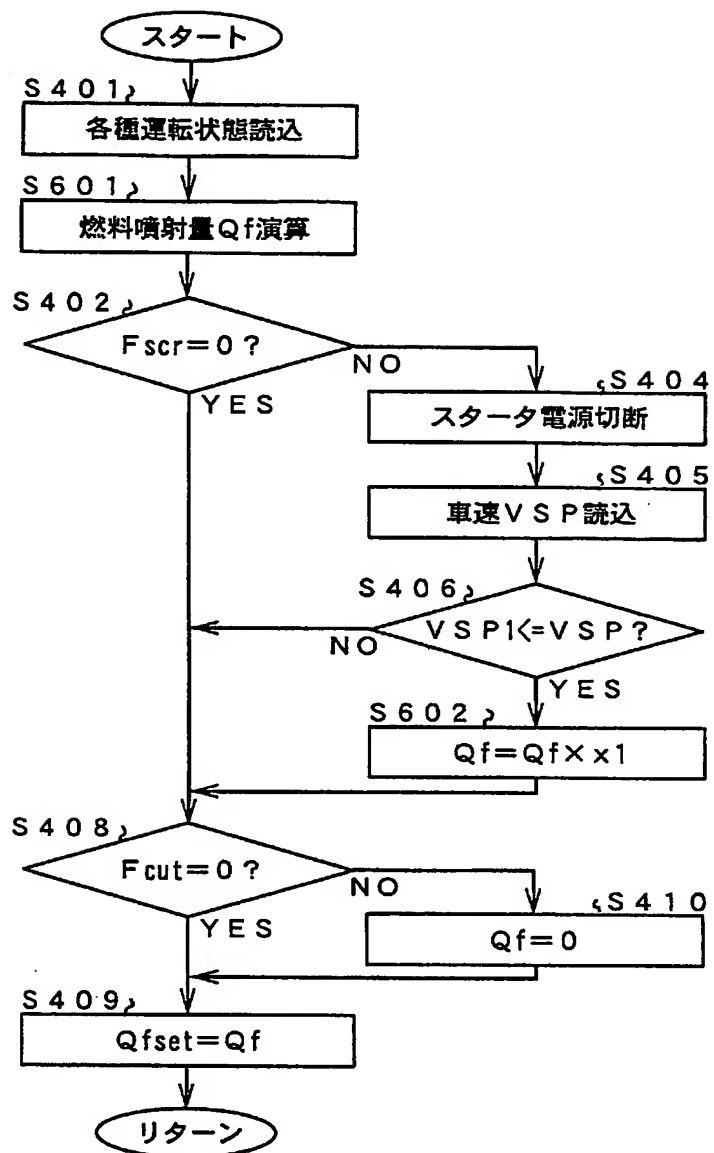 スタート
S401
各種運転状態読込
S601
燃料噴射量Qf演算
S402
Fscr=0?
NO
YES
S404
スタータ電源切断
S405
車速VSP読込
S406
VSP1<=VSP?
NO
YES
S602
Qf=Qf×x1
S408
Fcut=0?
NO
YES
S410
Qf=0
S409
Qfset=Qf
リターン